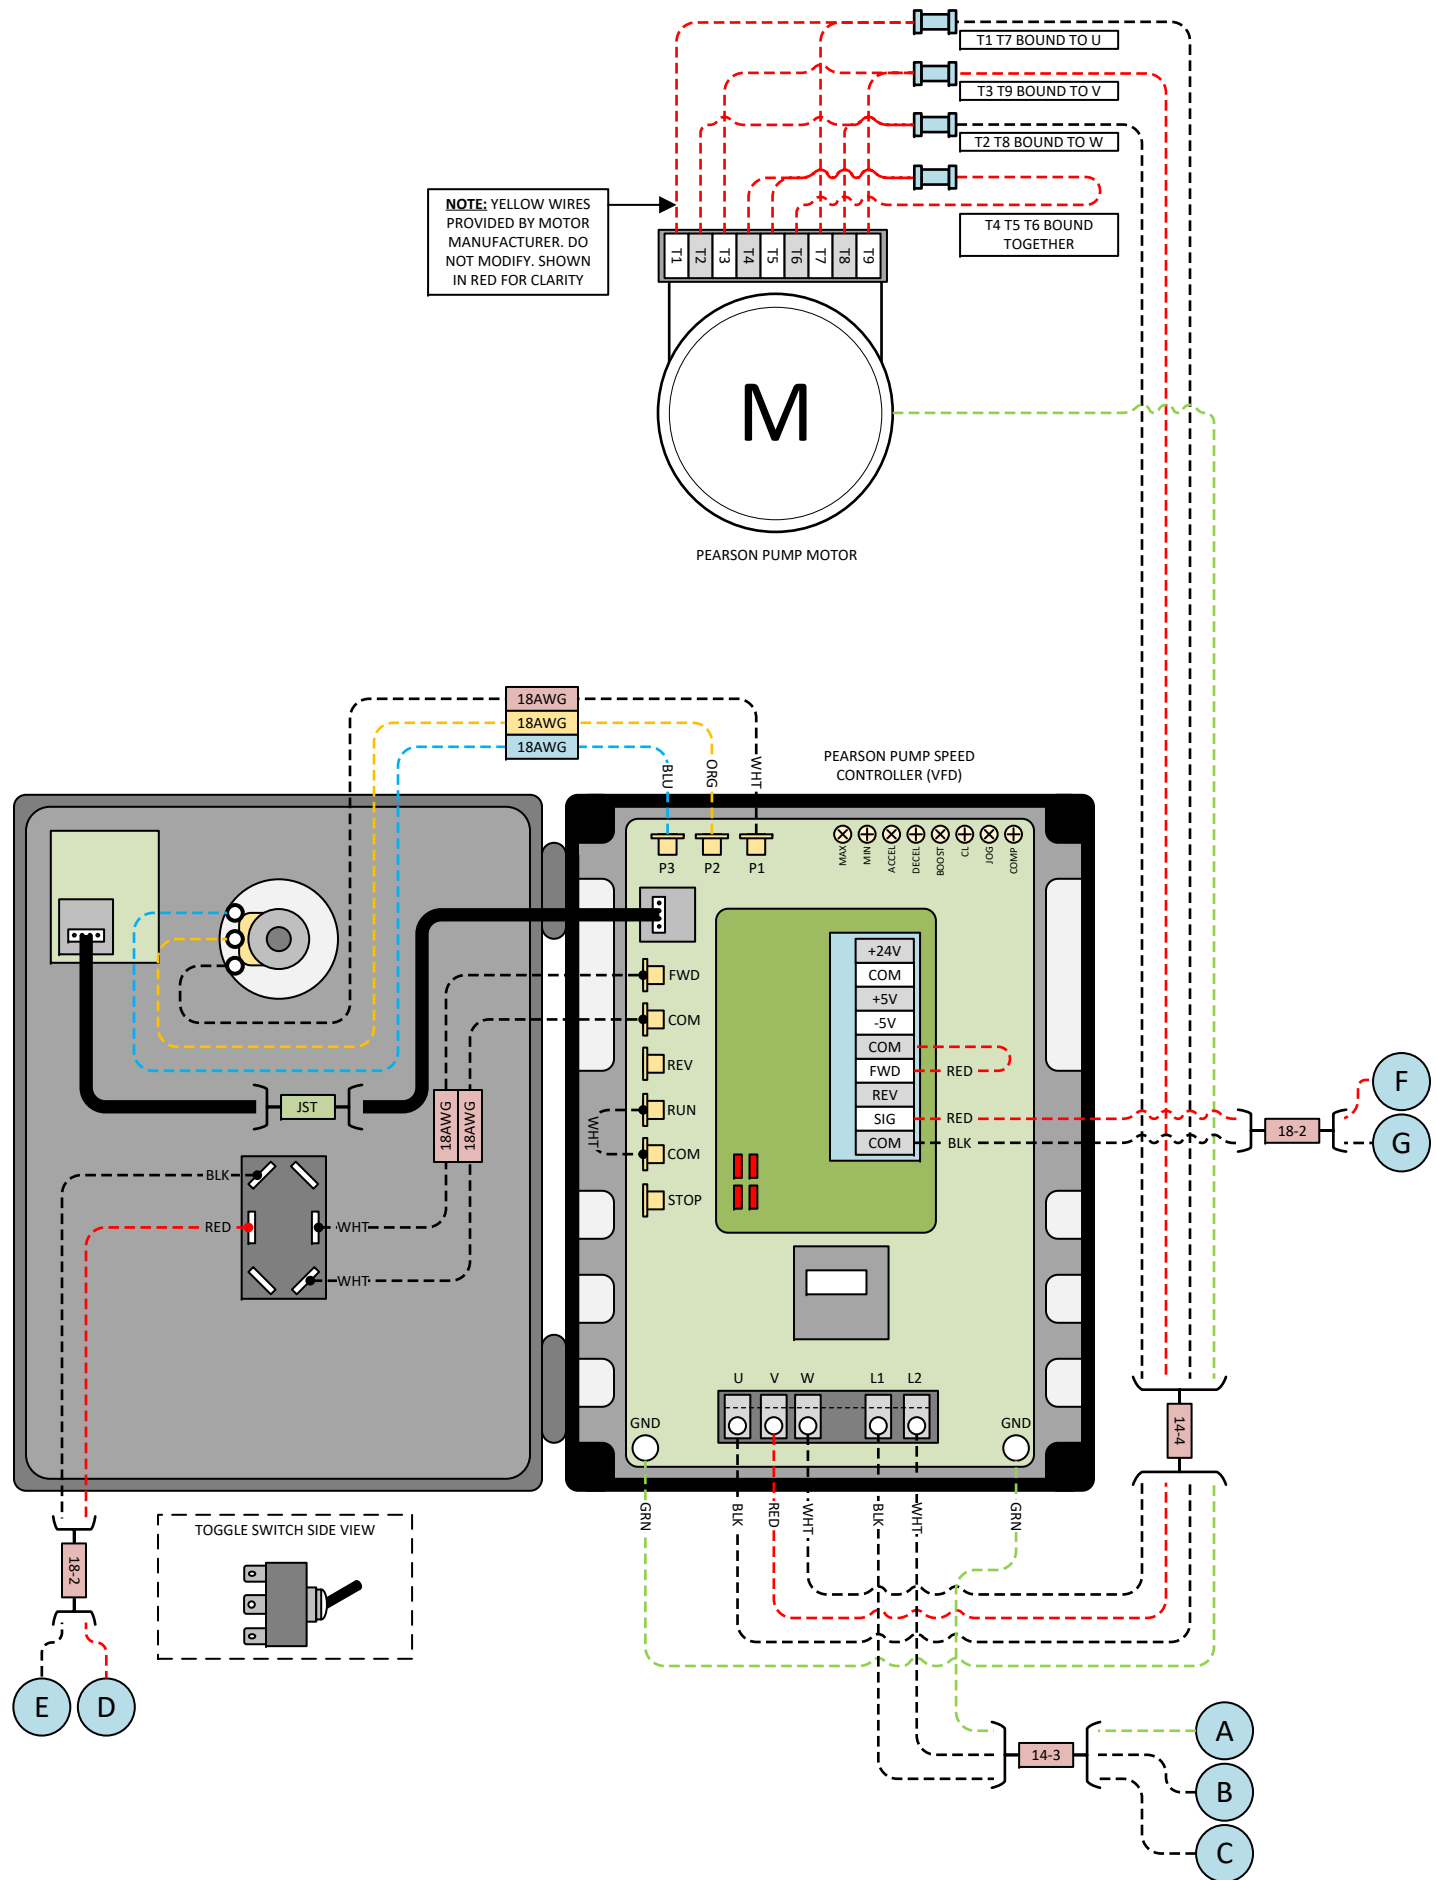 T1 T7 BOUND TO U
T3 T9 BOUND TO V
T2 T8 BOUND TO W
T4 T5 T6 BOUND
TOGETHER
NOTE: YELLOW WIRES
PROVIDED BY MOTOR
MANUFACTURER. DO
NOT MODIFY. SHOWN
IN RED FOR CLARITY
T1
T2
T3
T4
T5
T6
T7
T8
T9
M
PEARSON PUMP MOTOR
18AWG
18AWG
18AWG
BLU
ORG
WHT
PEARSON PUMP SPEED
CONTROLLER (VFD)
P3
P2
P1
MAX
MIN
ACCEL
DECEL
BOOST
CL
JOG
COMP
FWD
COM
REV
RUN
COM
STOP
WHT
+24V
COM
+5V
-5V
COM
FWD
REV
SIG
COM
RED
RED
BLK
18-2
F
G
JST
18AWG
18AWG
BLK
RED
WHT
WHT
U
V
W
L1
L2
GND
GND
14-4
GRN
BLK
RED
WHT
BLK
WHT
GRN
TOGGLE SWITCH SIDE VIEW
18-2
E
D
14-3
A
B
C